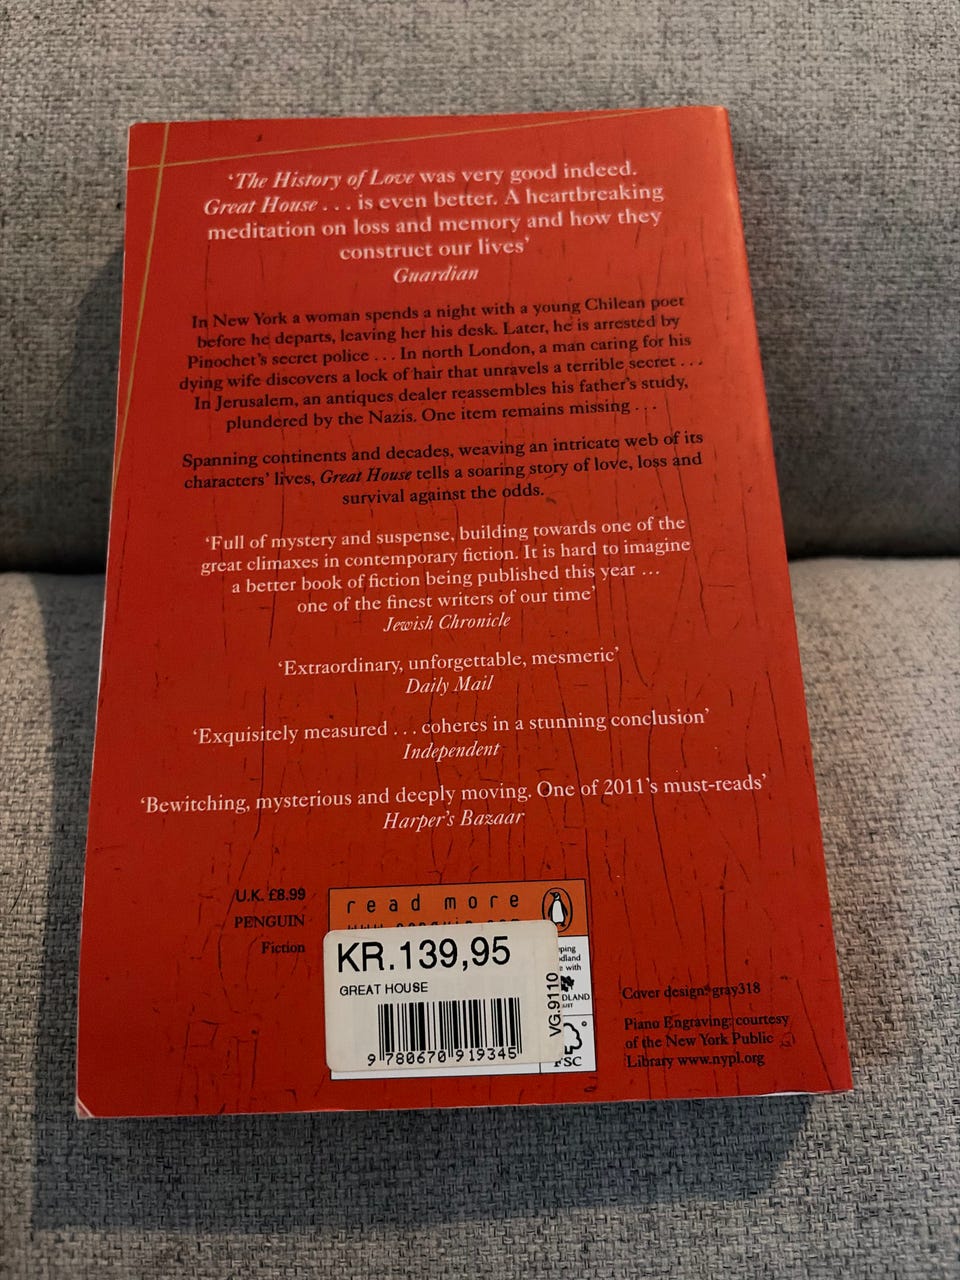 ‘The History of Love was very good indeed.
Great House . . . is even better. A heartbreaking
meditation on loss and memory and how they
construct our lives’
Guardian
In New York a woman spends a night with a young Chilean poet
before he departs, leaving her his desk. Later, he is arrested by
Pinochet’s secret police . . . In north London, a man caring for his
dying wife discovers a lock of hair that unravels a terrible secret . . .
In Jerusalem, an antiques dealer reassembles his father’s study,
plundered by the Nazis. One item remains missing . . .
Spanning continents and decades, weaving an intricate web of its
characters’ lives, Great House tells a soaring story of love, loss and
survival against the odds.
‘Full of mystery and suspense, building towards one of the
great climaxes in contemporary fiction. It is hard to imagine
a better book of fiction being published this year ...
one of the finest writers of our time’
Jewish Chronicle
‘Extraordinary, unforgettable, mesmeric’
Daily Mail
‘Exquisitely measured . . . coheres in a stunning conclusion’
Independent
‘Bewitching, mysterious and deeply moving. One of 2011’s must-reads’
Harper’s Bazaar
U.K. £8.99
PENGUIN
Fiction
read more
KR.139,95
GREAT HOUSE
9 780670 919345
VG.9110
with
FSC
Cover design: gray318
Piano Engraving: courtesy
of the New York Public
Library www.nypl.org